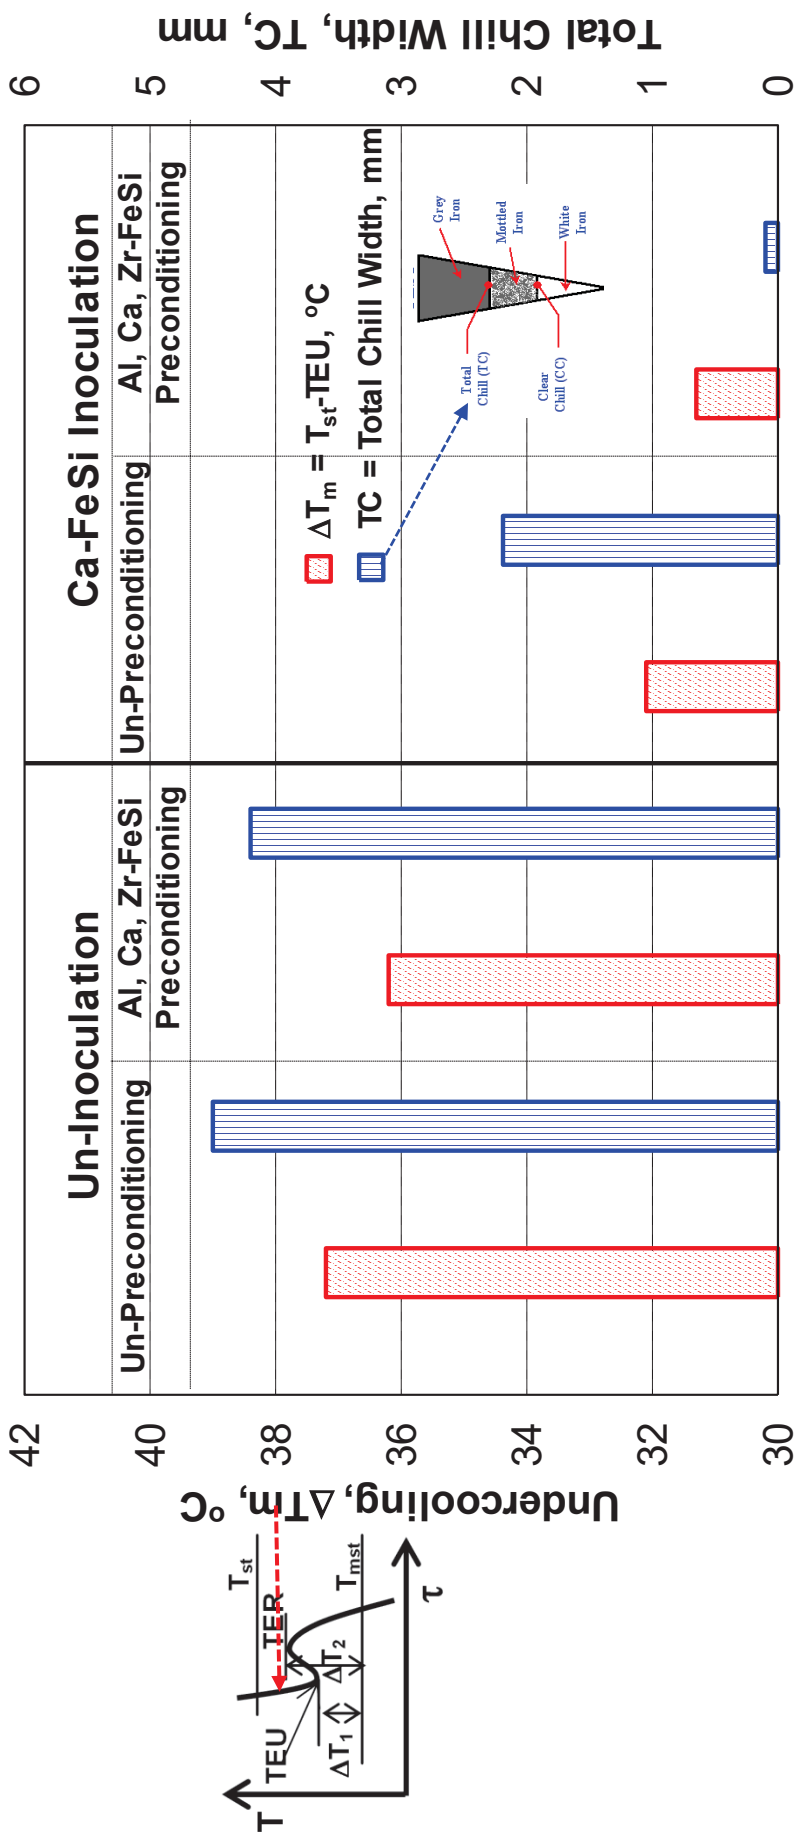 Un-Inoculation
Ca-FeSi Inoculation
Un-Preconditioning
Al, Ca, Zr-FeSi
Preconditioning
Un-Preconditioning
Al, Ca, Zr-FeSi
Preconditioning
ΔTm = Tst-TEU, ºC
TC = Total Chill Width, mm
Total
Chill (TC)
Clear
Chill (CC)
Grey
Iron
Mottled
Iron
White
Iron
Undercooling, ΔTm, ºC
42
40
38
36
34
32
30
Total Chill Width, TC, mm
6
5
4
3
2
1
0
T
Tst
TER
TEU
ΔT1
ΔT2
Tmst
τ